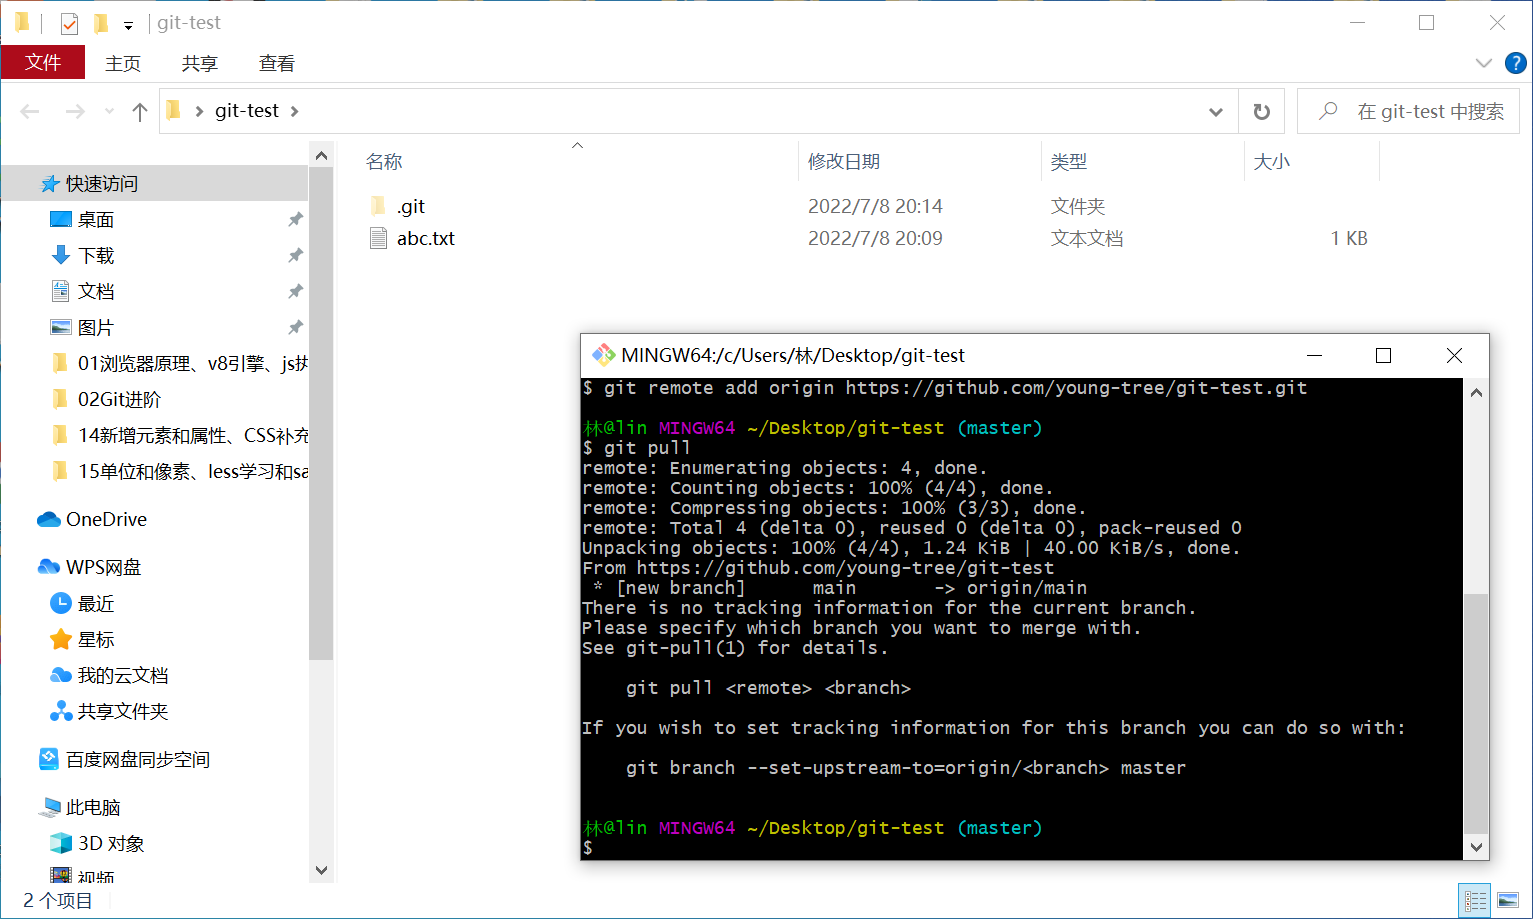 git-test
文件 主页 共享 查看
git-test
在 git-test 中搜索
名称 修改日期 类型 大小
.git 2022/7/8 20:14 文件夹
abc.txt 2022/7/8 20:09 文本文档 1 KB
快速访问
桌面
下载
文档
图片
01浏览器原理、v8引擎、js执
02Git进阶
14新增元素和属性、CSS补充
15单位和像素、less学习和sa
OneDrive
WPS网盘
最近
星标
我的云文档
共享文件夹
百度网盘同步空间
此电脑
3D 对象
视频
2 个项目
MINGW64:/c/Users/林/Desktop/git-test
$ git remote add origin https://github.com/young-tree/git-test.git
林@lin MINGW64 ~/Desktop/git-test (master)
$ git pull
remote: Enumerating objects: 4, done.
remote: Counting objects: 100% (4/4), done.
remote: Compressing objects: 100% (3/3), done.
remote: Total 4 (delta 0), reused 0 (delta 0), pack-reused 0
Unpacking objects: 100% (4/4), 1.24 KiB | 40.00 KiB/s, done.
From https://github.com/young-tree/git-test
* [new branch] main -> origin/main
There is no tracking information for the current branch.
Please specify which branch you want to merge with.
See git-pull(1) for details.
git pull <remote> <branch>
If you wish to set tracking information for this branch you can do so with:
git branch --set-upstream-to=origin/<branch> master
林@lin MINGW64 ~/Desktop/git-test (master)
$